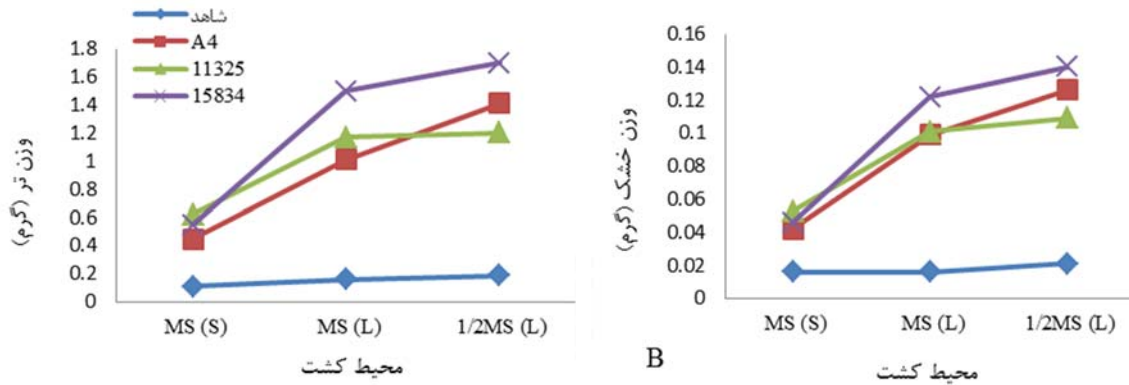 شاهد
A4
11325
15834
وزن تر (گرم)
1.8
1.6
1.4
1.2
1
0.8
0.6
0.4
0.2
0
MS (S)
MS (L)
1/2MS (L)
محیط کشت
وزن خشک (گرم)
0.16
0.14
0.12
0.1
0.08
0.06
0.04
0.02
0
MS (S)
MS (L)
1/2MS (L)
محیط کشت
B